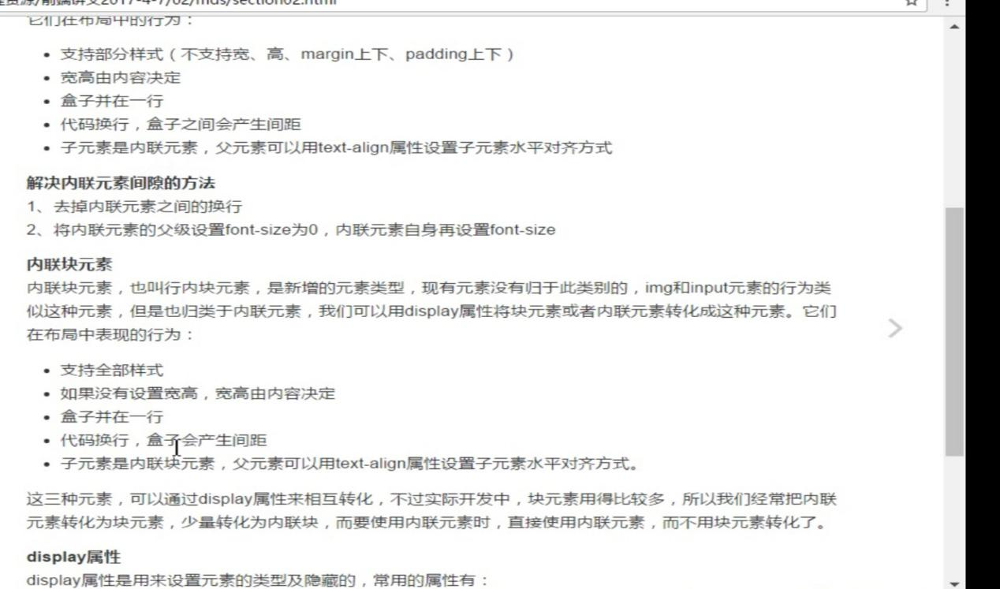 资源/前端讲义2017-4-7/02/mds/section02.html
它们在布局中的行为：
支持部分样式（不支持宽、高、margin上下、padding上下）
宽高由内容决定
盒子并在一行
代码换行，盒子之间会产生间距
子元素是内联元素，父元素可以用text-align属性设置子元素水平对齐方式
解决内联元素间隙的方法
1、去掉内联元素之间的换行
2、将内联元素的父级设置font-size为0，内联元素自身再设置font-size
内联块元素
内联块元素，也叫行内块元素，是新增的元素类型，现有元素没有归于此类别的，img和input元素的行为类
似这种元素，但是也归类于内联元素，我们可以用display属性将块元素或者内联元素转化成这种元素。它们
在布局中表现的行为：
支持全部样式
如果没有设置宽高，宽高由内容决定
盒子并在一行
代码换行，盒子会产生间距
子元素是内联块元素，父元素可以用text-align属性设置子元素水平对齐方式。
这三种元素，可以通过display属性来相互转化，不过实际开发中，块元素用得比较多，所以我们经常把内联
元素转化为块元素，少量转化为内联块，而要使用内联元素时，直接使用内联元素，而不用块元素转化了。
display属性
display属性是用来设置元素的类型及隐藏的，常用的属性有：